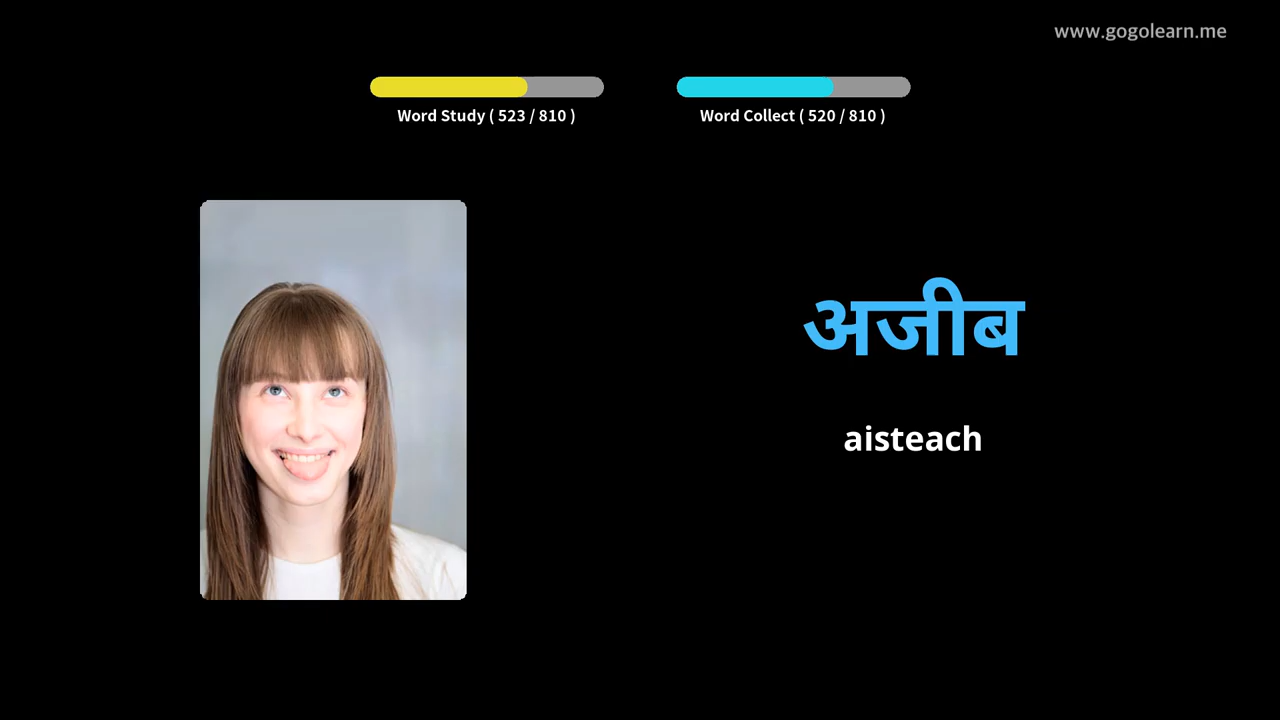 www.gogolearn.me
Word Study ( 523 / 810 )
Word Collect ( 520 / 810 )
अजीब
aisteach